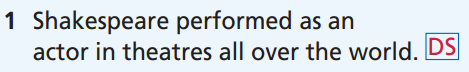 1 Shakespeare performed as an
actor in theatres all over the world. DS